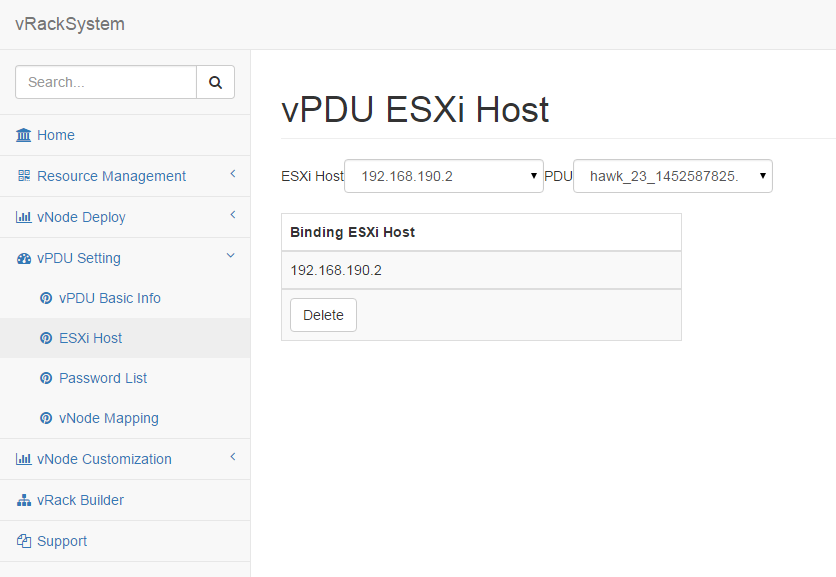 vRackSystem
Search...
Home
Resource Management
vNode Deploy
vPDU Setting
vPDU Basic Info
ESXi Host
Password List
vNode Mapping
vNode Customization
vRack Builder
Support
vPDU ESXi Host
ESXi Host 192.168.190.2 PDU hawk_23_1452587825.
Binding ESXi Host
192.168.190.2
Delete